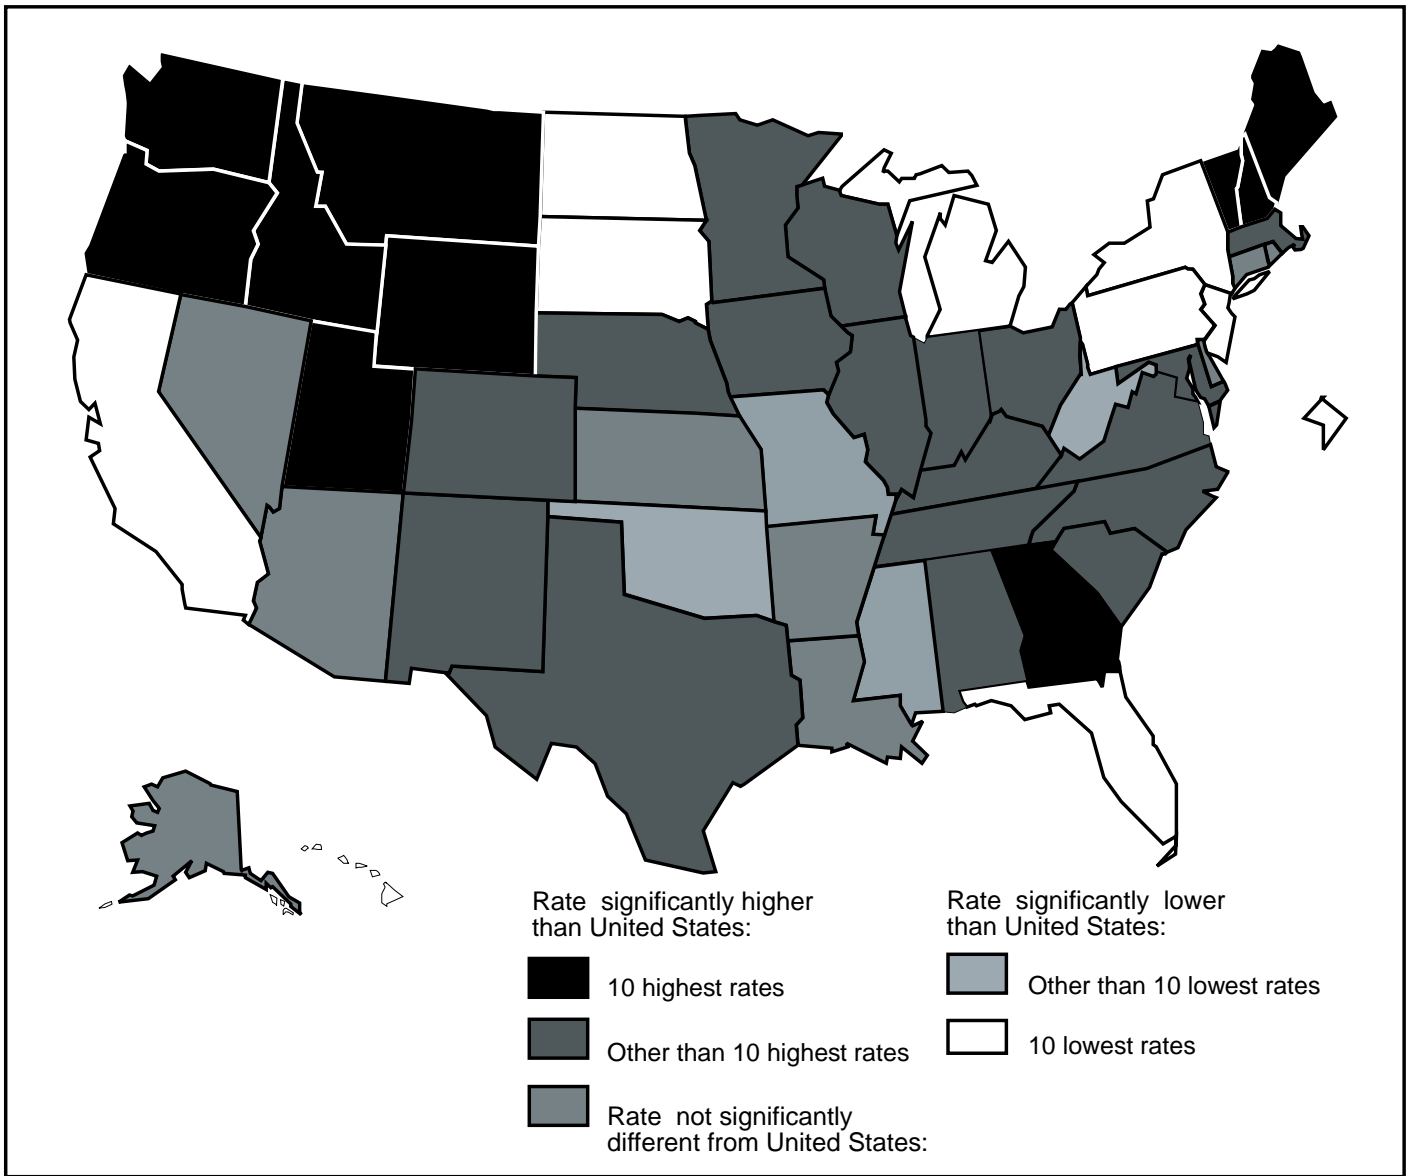 Rate significantly higher
than United States:
10 highest rates
Other than 10 highest rates
Rate not significantly
different from United States:
Rate significantly lower
than United States:
Other than 10 lowest rates
10 lowest rates